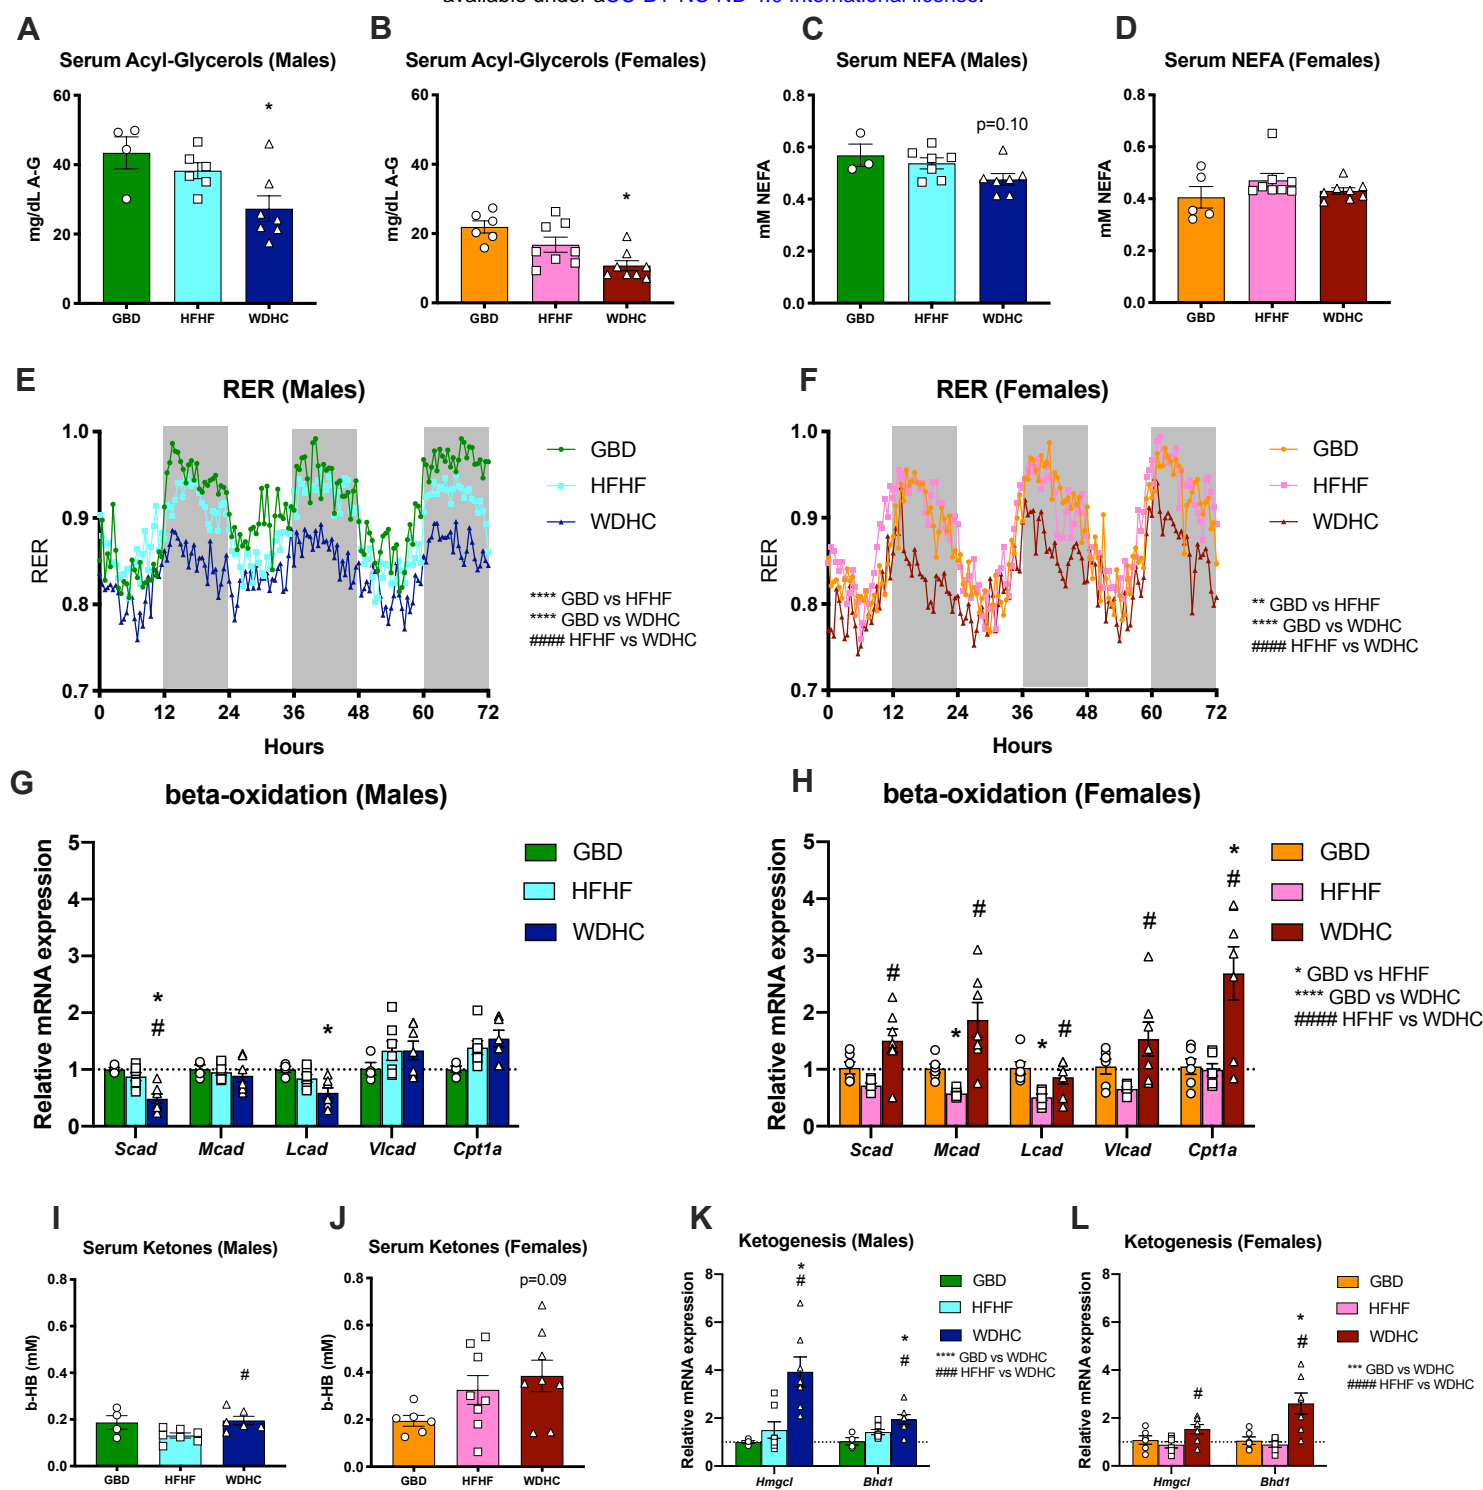 A
B
C
D
Serum Acyl-Glycerols (Males)
Serum Acyl-Glycerols (Females)
Serum NEFA (Males)
Serum NEFA (Females)
mg/dL A-G
60
40
20
0
*
GBD HFHF WDHC
mg/dL A-G
60
40
20
0
*
GBD HFHF WDHC
mM NEFA
0.8
0.6
0.4
0.2
0.0
p=0.10
GBD HFHF WDHC
mM NEFA
0.8
0.6
0.4
0.2
0.0
GBD HFHF WDHC
E
RER (Males)
RER
1.0
0.9
0.8
0.7
0 12 24 36 48 60 72
Hours
GBD
HFHF
WDHC
**** GBD vs HFHF
**** GBD vs WDHC
#### HFHF vs WDHC
F
RER (Females)
RER
1.0
0.9
0.8
0.7
0 12 24 36 48 60 72
Hours
GBD
HFHF
WDHC
** GBD vs HFHF
**** GBD vs WDHC
#### HFHF vs WDHC
G
beta-oxidation (Males)
Relative mRNA expression
5
4
3
2
1
0
*
#
*
Scad Mcad Lcad Vlcad Cpt1a
GBD
HFHF
WDHC
H
beta-oxidation (Females)
Relative mRNA expression
5
4
3
2
1
0
#
* #
* #
#
*
#
Scad Mcad Lcad Vlcad Cpt1a
GBD
HFHF
WDHC
* GBD vs HFHF
**** GBD vs WDHC
#### HFHF vs WDHC
I
Serum Ketones (Males)
b-HB (mM)
0.8
0.6
0.4
0.2
0.0
#
GBD HFHF WDHC
J
Serum Ketones (Females)
b-HB (mM)
0.8
0.6
0.4
0.2
0.0
p=0.09
GBD HFHF WDHC
K
Ketogenesis (Males)
Relative mRNA expression
8
6
4
2
0
*
#
*
#
Hmgcl Bhd1
GBD
HFHF
WDHC
**** GBD vs WDHC
### HFHF vs WDHC
L
Ketogenesis (Females)
Relative mRNA expression
8
6
4
2
0
#
*
#
Hmgcl Bhd1
GBD
HFHF
WDHC
*** GBD vs WDHC
#### HFHF vs WDHC